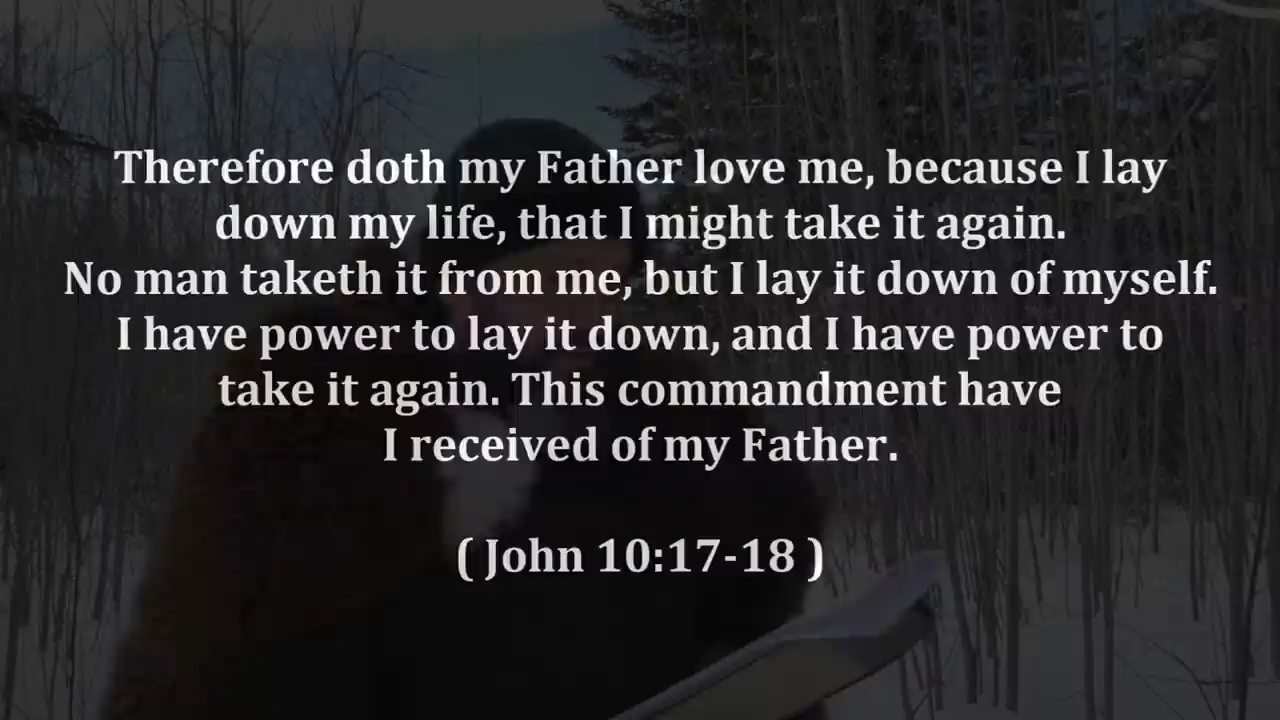 Therefore doth my Father love me, because I lay
down my life, that I might take it again.
No man taketh it from me, but I lay it down of myself.
I have power to lay it down, and I have power to
take it again. This commandment have
I received of my Father.
( John 10:17-18 )